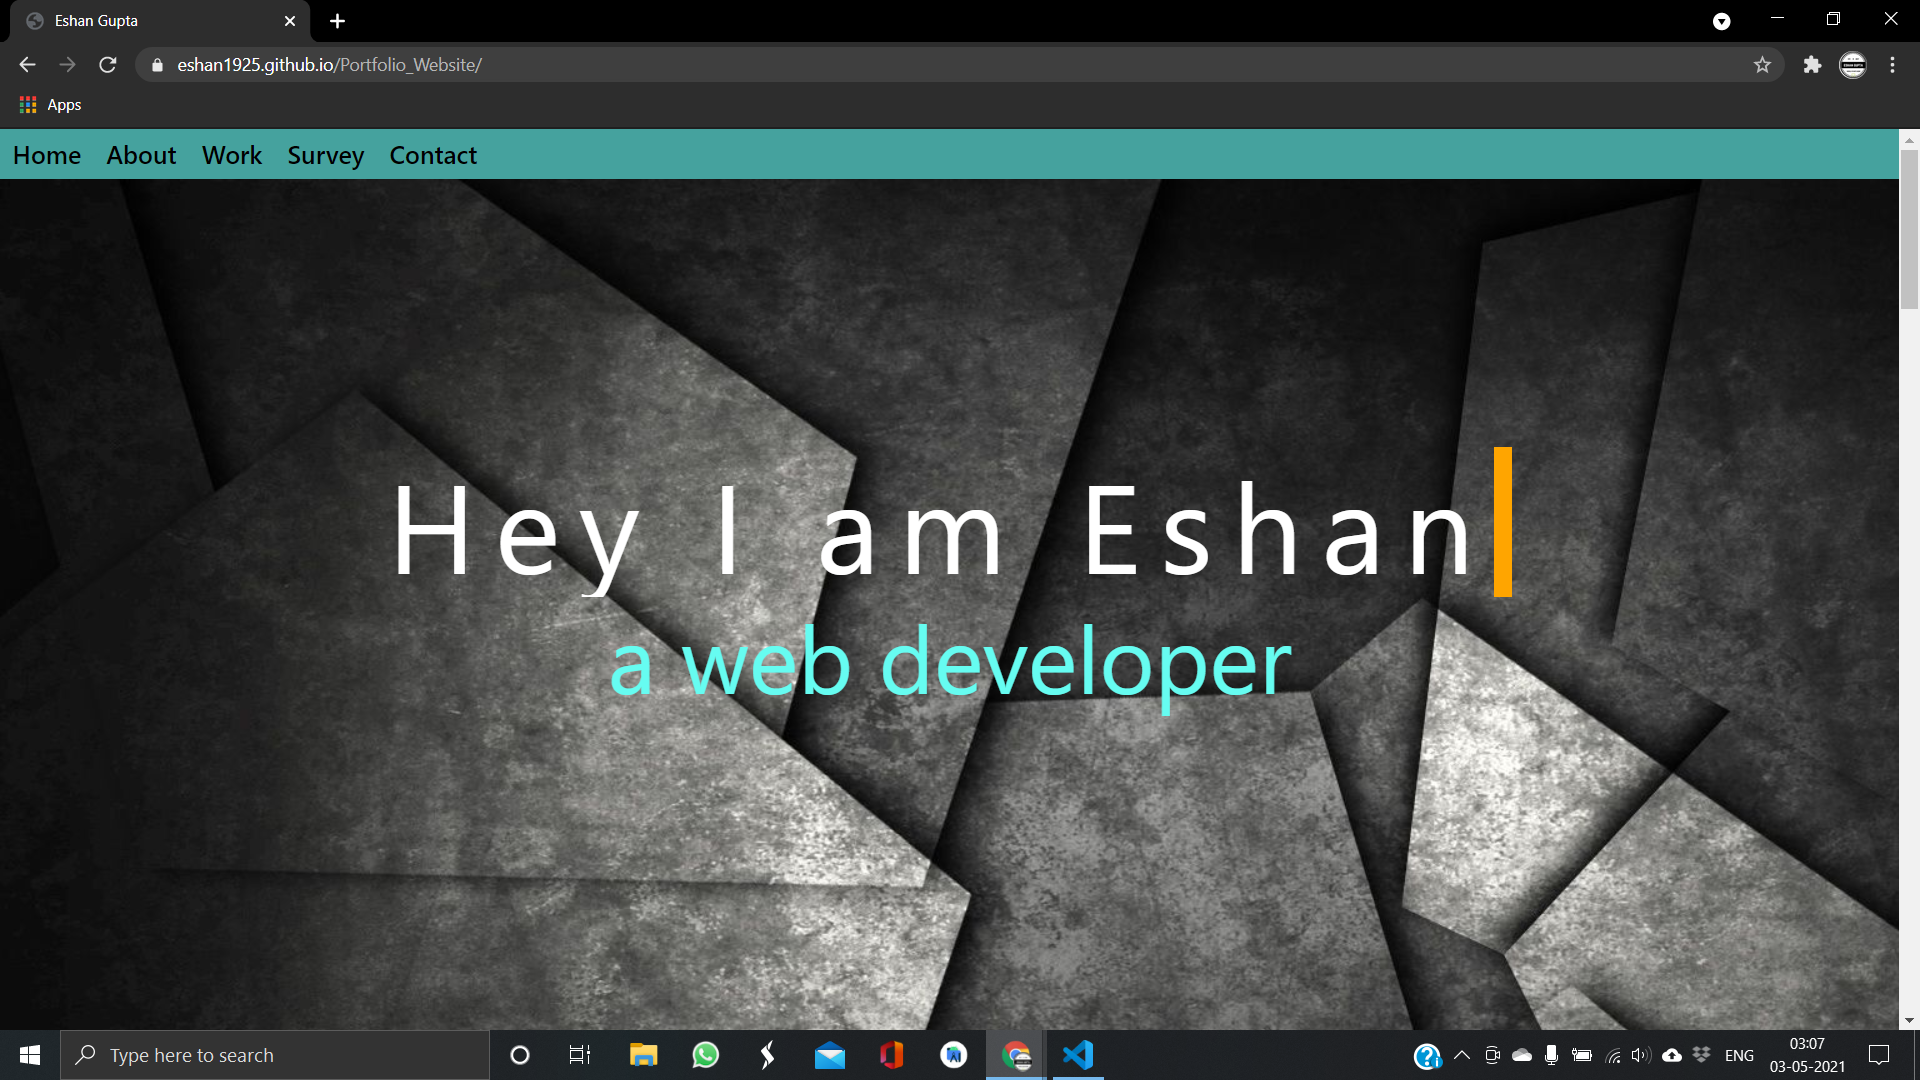 Eshan Gupta
eshan1925.github.io/Portfolio_Website/
Apps
Home About Work Survey Contact
Hey I am Eshan
a web developer
Type here to search
ENG
03:07
03-05-2021